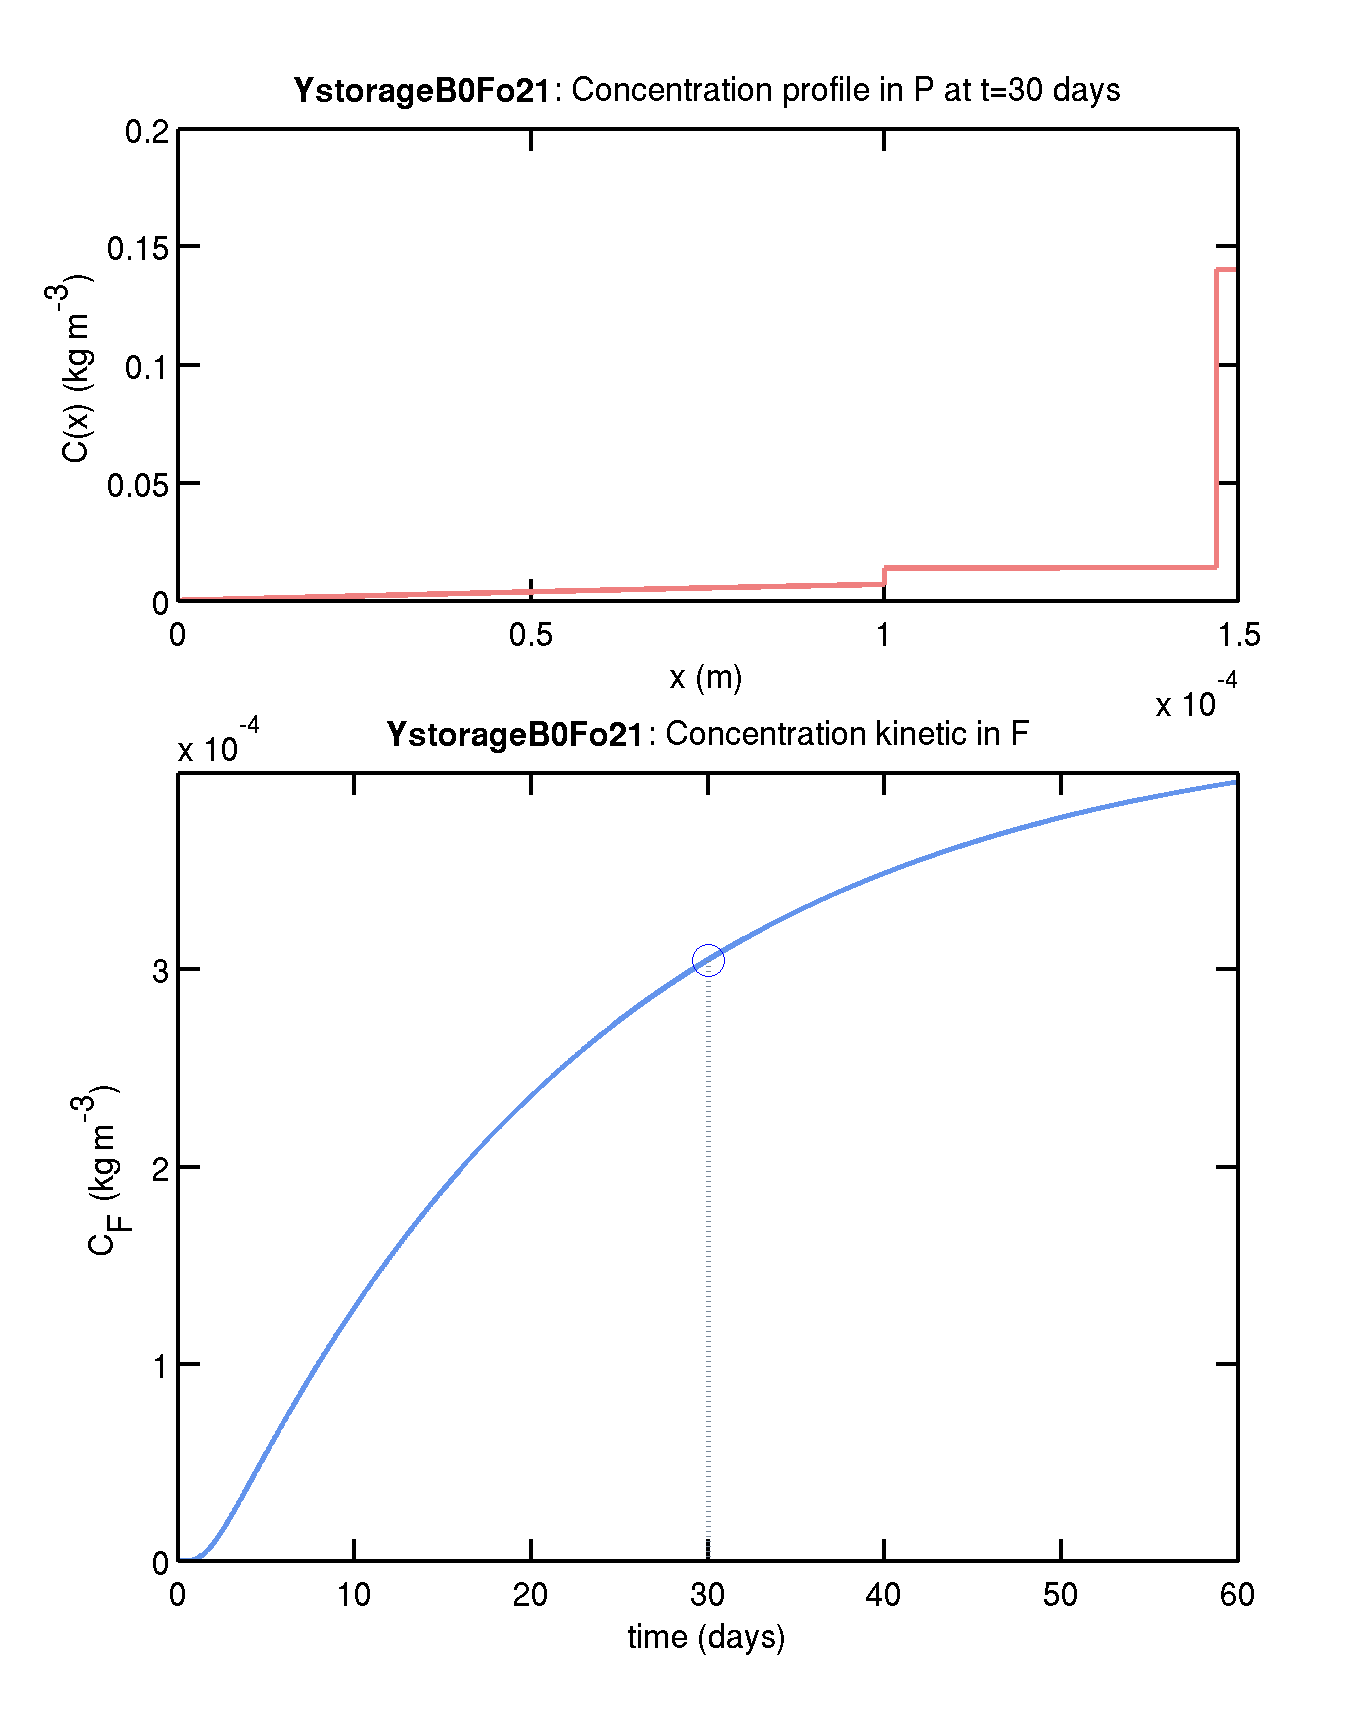 YstorageB0Fo21: Concentration profile in P at t=30 days
0.2
0.15
0.1
0.05
0
C(x) (kg m-3)
0 0.5 1 1.5
x (m)
x 10-4
YstorageB0Fo21: Concentration kinetic in F
x 10-4
3
2
1
0
CF (kg m-3)
0 10 20 30 40 50 60
time (days)